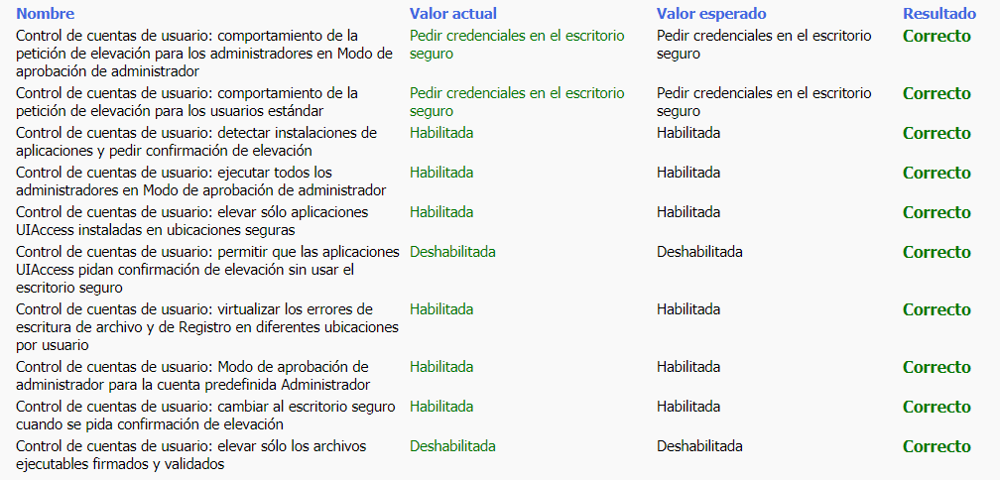 Nombre Valor actual Valor esperado Resultado
Control de cuentas de usuario: comportamiento de la Pedir credenciales en el escritorio Pedir credenciales en el escritorio Correcto
petición de elevación para los administradores en Modo de seguro seguro
aprobación de administrador
Control de cuentas de usuario: comportamiento de la Pedir credenciales en el escritorio Pedir credenciales en el escritorio Correcto
petición de elevación para los usuarios estándar seguro seguro
Control de cuentas de usuario: detectar instalaciones de Habilitada Habilitada Correcto
aplicaciones y pedir confirmación de elevación
Control de cuentas de usuario: ejecutar todos los Habilitada Habilitada Correcto
administradores en Modo de aprobación de administrador
Control de cuentas de usuario: elevar sólo aplicaciones Habilitada Habilitada Correcto
UIAccess instaladas en ubicaciones seguras
Control de cuentas de usuario: permitir que las aplicaciones Deshabilitada Deshabilitada Correcto
UIAccess pidan confirmación de elevación sin usar el
escritorio seguro
Control de cuentas de usuario: virtualizar los errores de Habilitada Habilitada Correcto
escritura de archivo y de Registro en diferentes ubicaciones
por usuario
Control de cuentas de usuario: Modo de aprobación de Habilitada Habilitada Correcto
administrador para la cuenta predefinida Administrador
Control de cuentas de usuario: cambiar al escritorio seguro Habilitada Habilitada Correcto
cuando se pida confirmación de elevación
Control de cuentas de usuario: elevar sólo los archivos Deshabilitada Deshabilitada Correcto
ejecutables firmados y validados